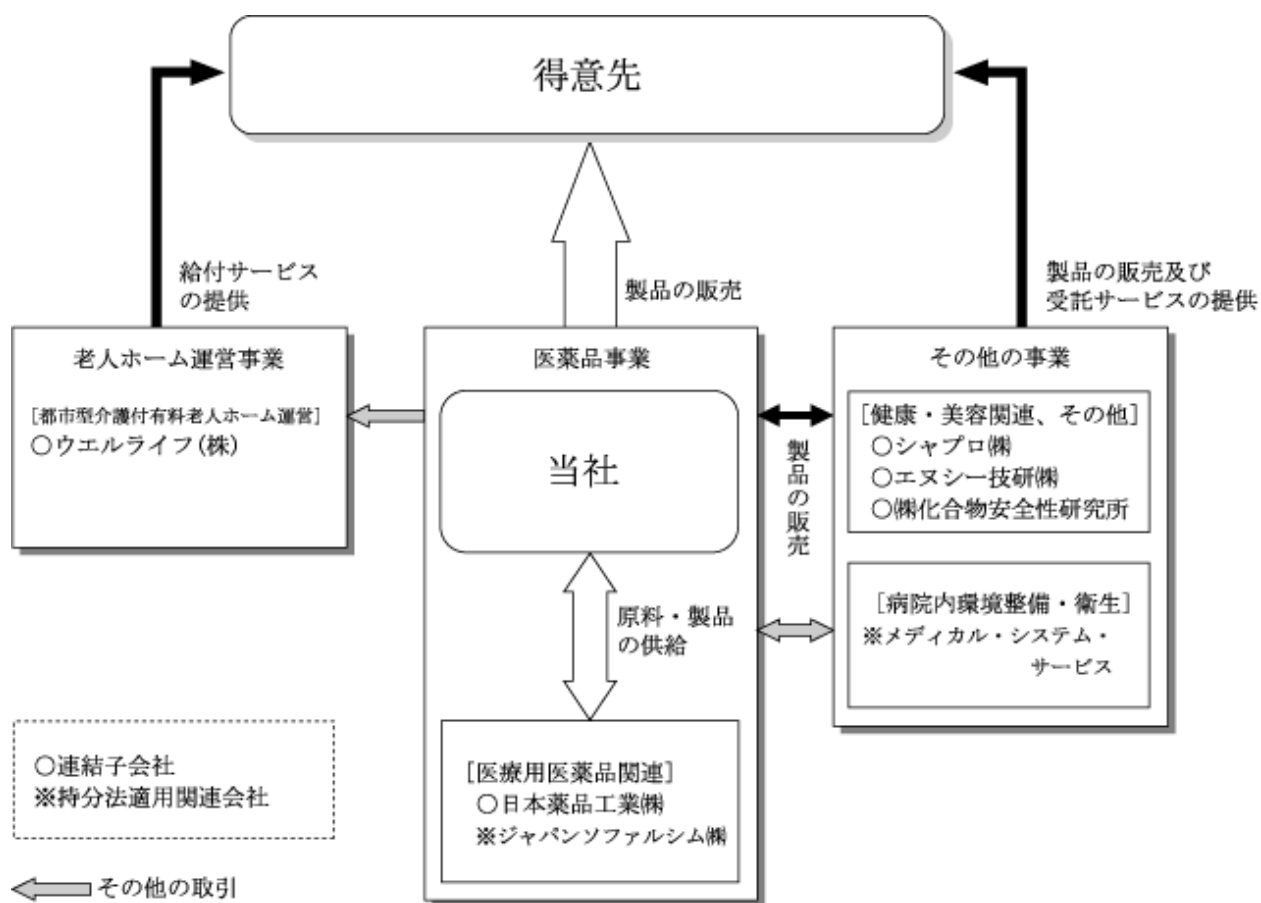 得意先
給付サービス
の提供
製品の販売
製品の販売及び
受託サービスの提供
老人ホーム運営事業
[都市型介護付有料老人ホーム運営]
○ウエルライフ(株)
医薬品事業
当社
原料・製品
の供給
[医療用医薬品関連]
○日本薬品工業㈱
※ジャパンソファルシム㈱
製品の販売
その他の事業
[健康・美容関連、その他]
○シャプロ㈱
○エヌシー技研㈱
○㈱化合物安全性研究所
[病院内環境整備・衛生]
※メディカル・システム・
サービス
○連結子会社
※持分法適用関連会社
その他の取引